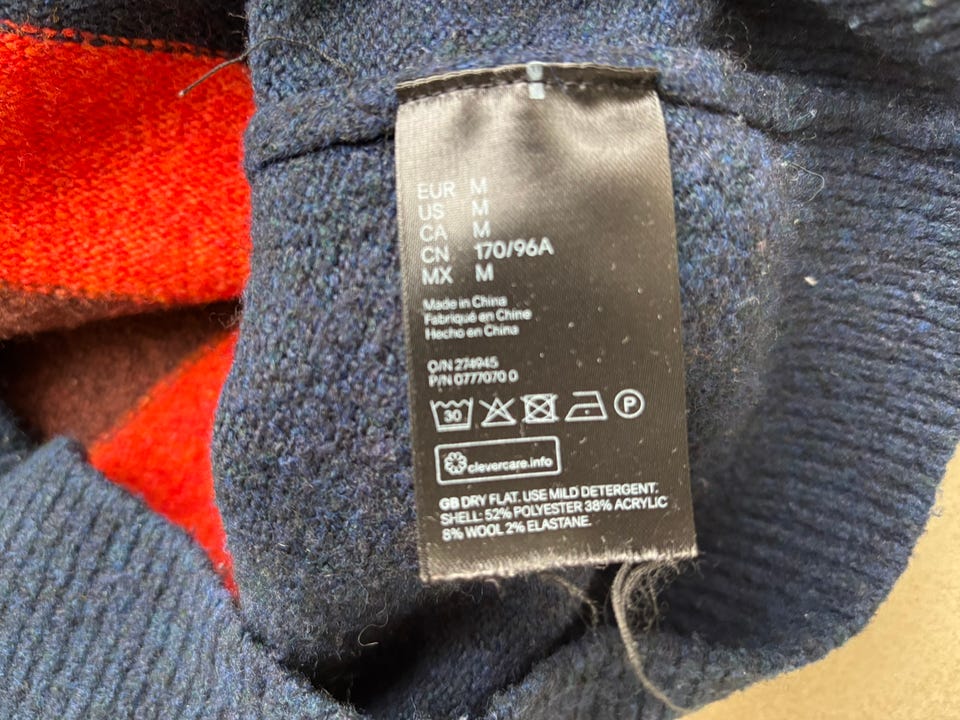 EUR M
US M
CA M
CN 170/96A
MX M
Made in China
Fabriqué en Chine
Hecho en China
O/N 274945
P/N 0777070 0
30 P
clevercare.info
GB DRY FLAT. USE MILD DETERGENT.
SHELL: 52% POLYESTER 38% ACRYLIC
8% WOOL 2% ELASTANE.